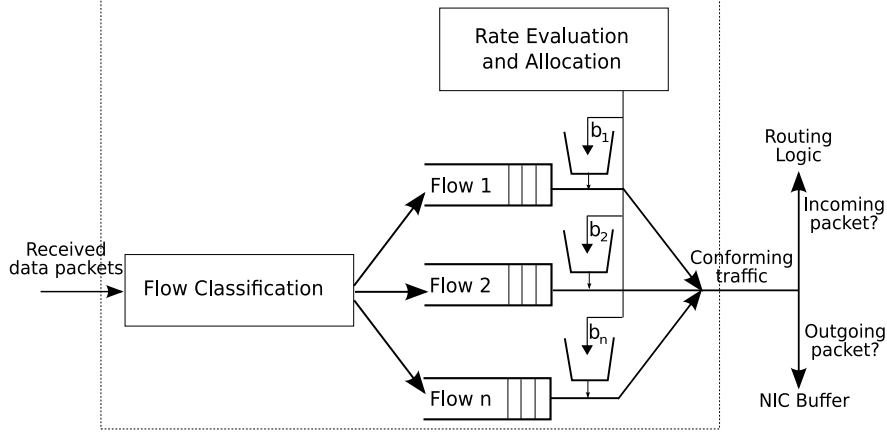 Rate Evaluation
and Allocation
b1
Flow 1
b2
Flow 2
bn
Flow n
Received
data packets
Flow Classification
Conforming
traffic
Routing
Logic
Incoming
packet?
Outgoing
packet?
NIC Buffer